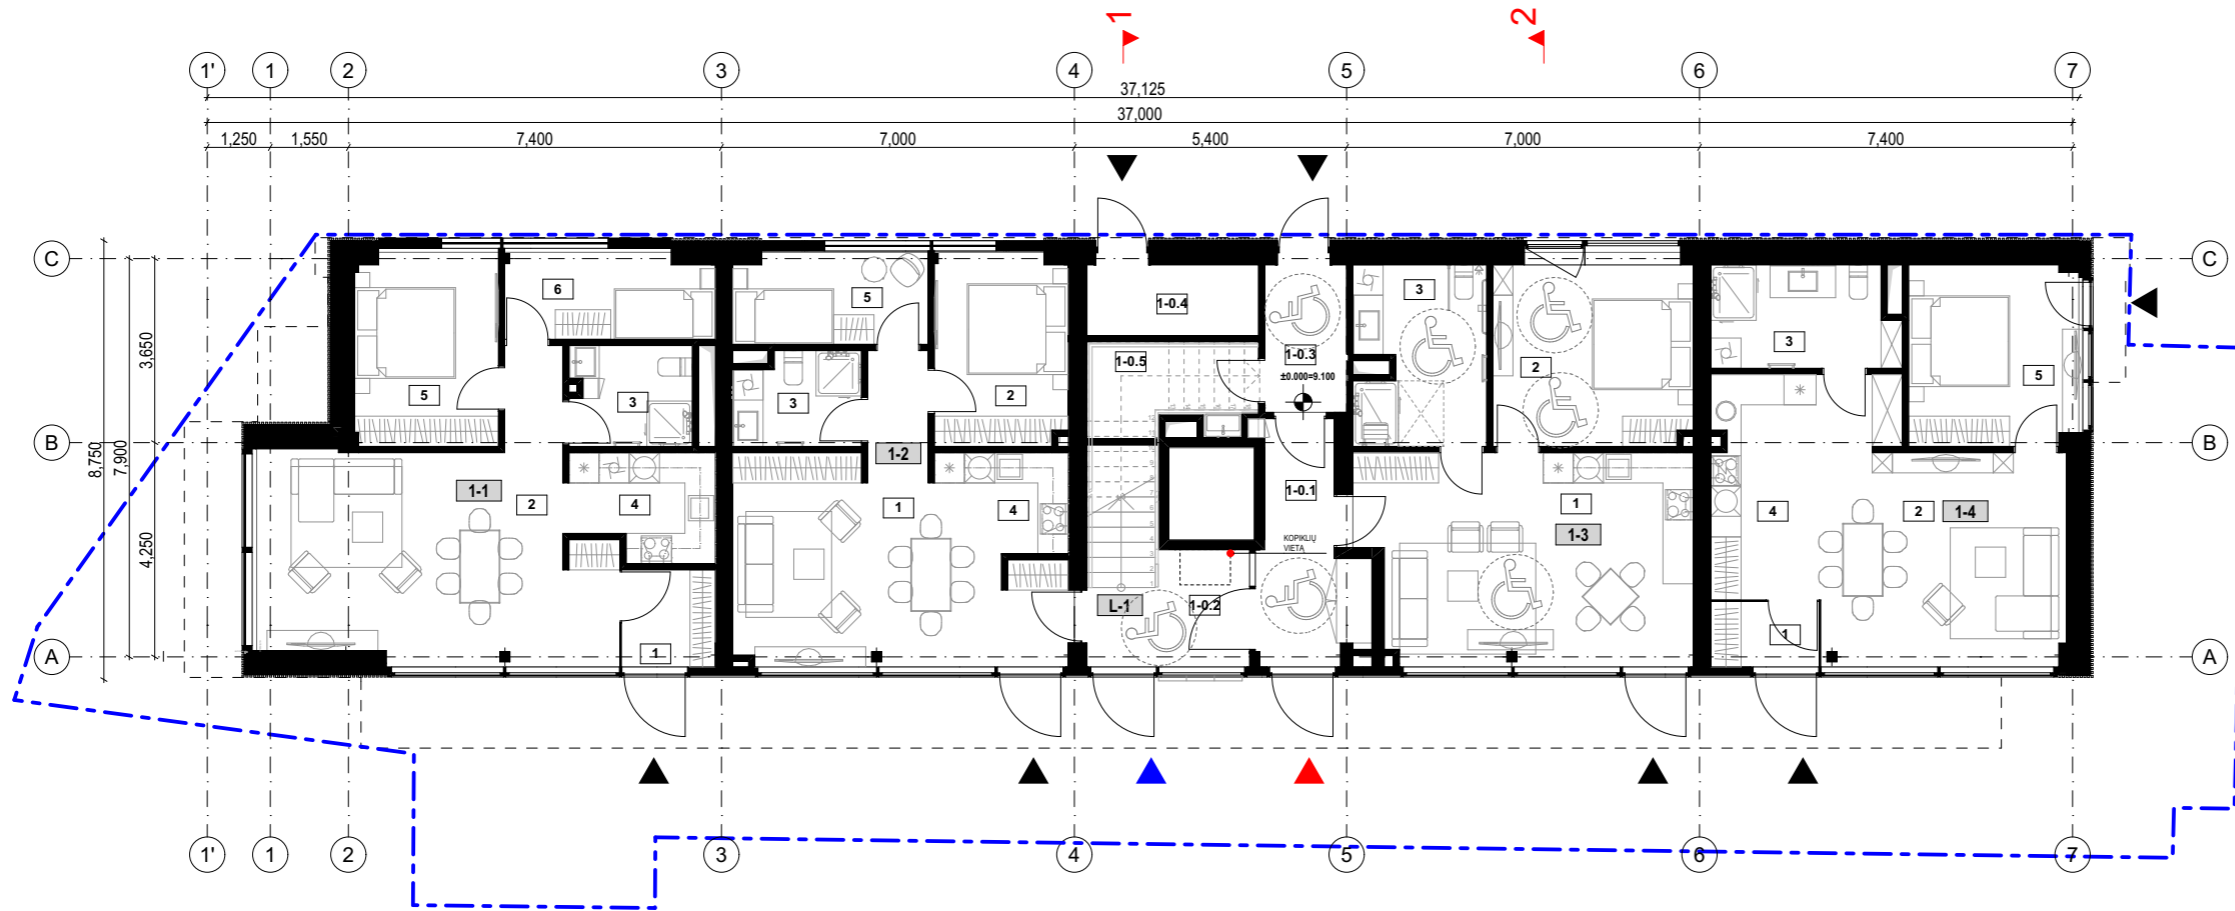 1 2
1' 1 2 3 4 5 6 7
37,125
37,000
1,250 1,550 7,400 7,000 5,400 7,000 7,400
C C
6 5 1-0.4 3
3,650 1-0.5 1-0.3 2 3
±0.000=9.100
5 3 3 2 5
B B
8,750 7,900 1-2
1-1 2 4 1 4 1-0.1 1 4 2 1-4
1-3
4,250 KOPIKLIŲ
VIETA
L-1 1-0.2
1 1
A A
1' 1 2 3 4 5 6 7